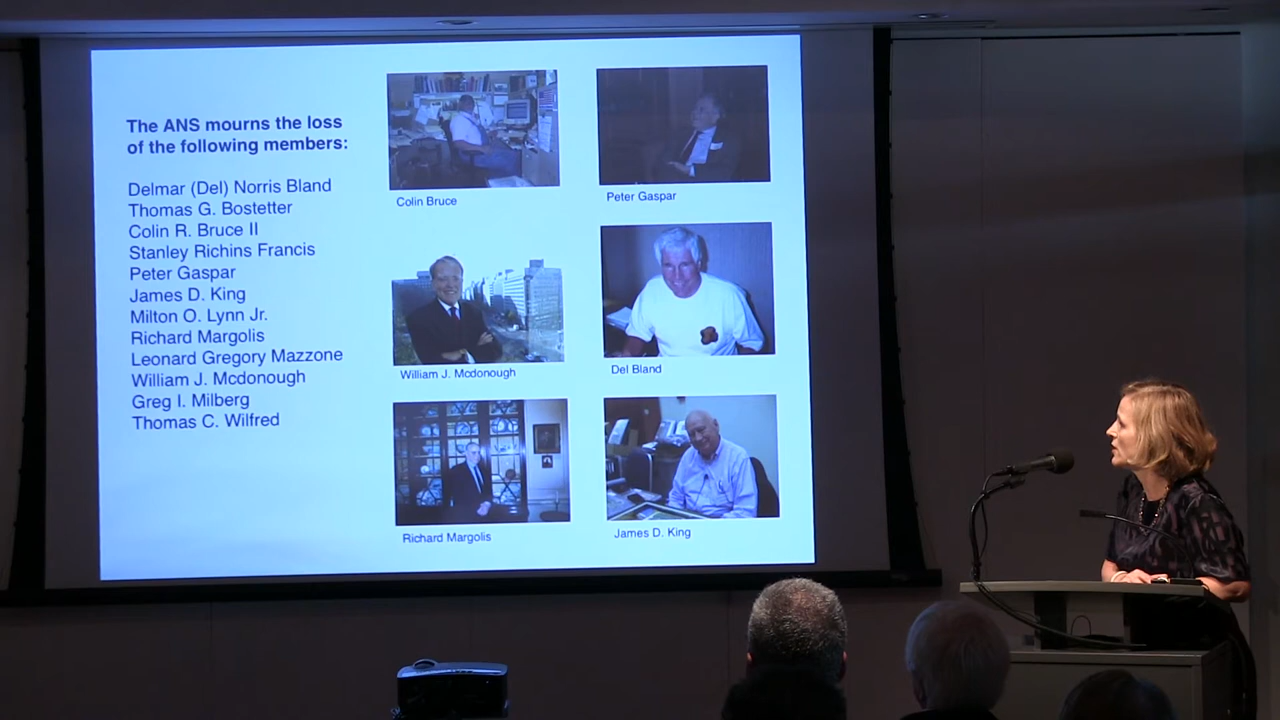 The ANS mourns the loss
of the following members:
Delmar (Del) Norris Bland
Thomas G. Bostetter
Colin R. Bruce II
Stanley Richins Francis
Peter Gaspar
James D. King
Milton O. Lynn Jr.
Richard Margolis
Leonard Gregory Mazzone
William J. Mcdonough
Greg I. Milberg
Thomas C. Wilfred
Colin Bruce
Peter Gaspar
William J. Mcdonough
Del Bland
Richard Margolis
James D. King